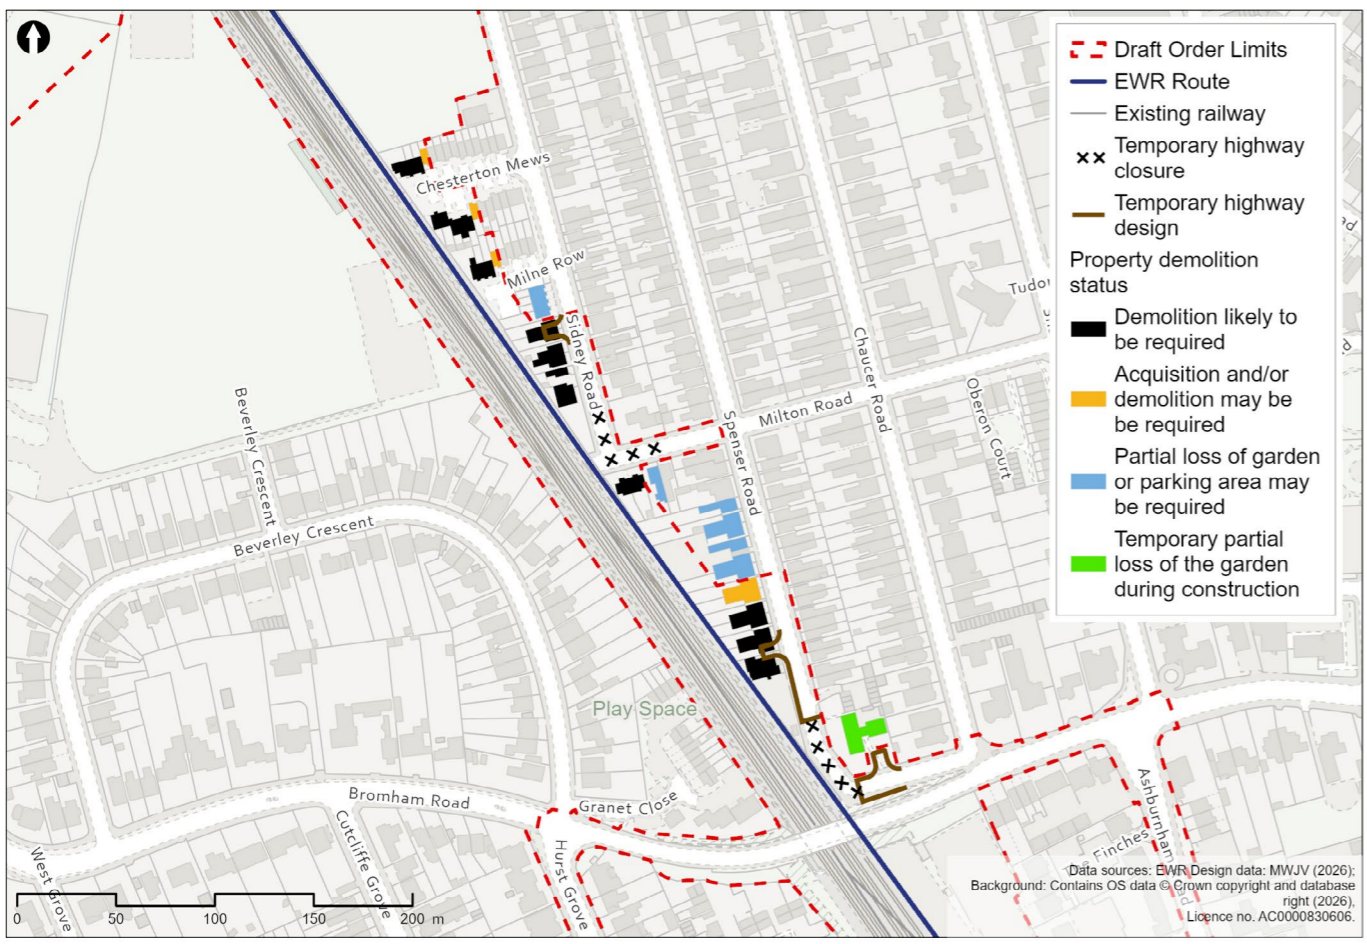 Draft Order Limits
EWR Route
Existing railway
Temporary highway
closure
Temporary highway
design
Property demolition
status
Demolition likely to
be required
Acquisition and/or
demolition may be
be required
Partial loss of garden
or parking area may
be required
Temporary partial
loss of the garden
during construction
Chesterton Mews
Milne Row
Sidney Road
Spenser Road
Milton Road
Chaucer Road
Oberon Court
Beverley Crescent
Beverley Crescent
Play Space
Bromham Road
Granet Close
Cutcliffe Grove
West Grove
Hurst Grove
Ashburnham
Finches
0 50 100 150 200 m
Data sources: EWR Design data: MWJV (2026);
Background: Contains OS data © Crown copyright and database
right (2026),
Licence no. AC0000830606.